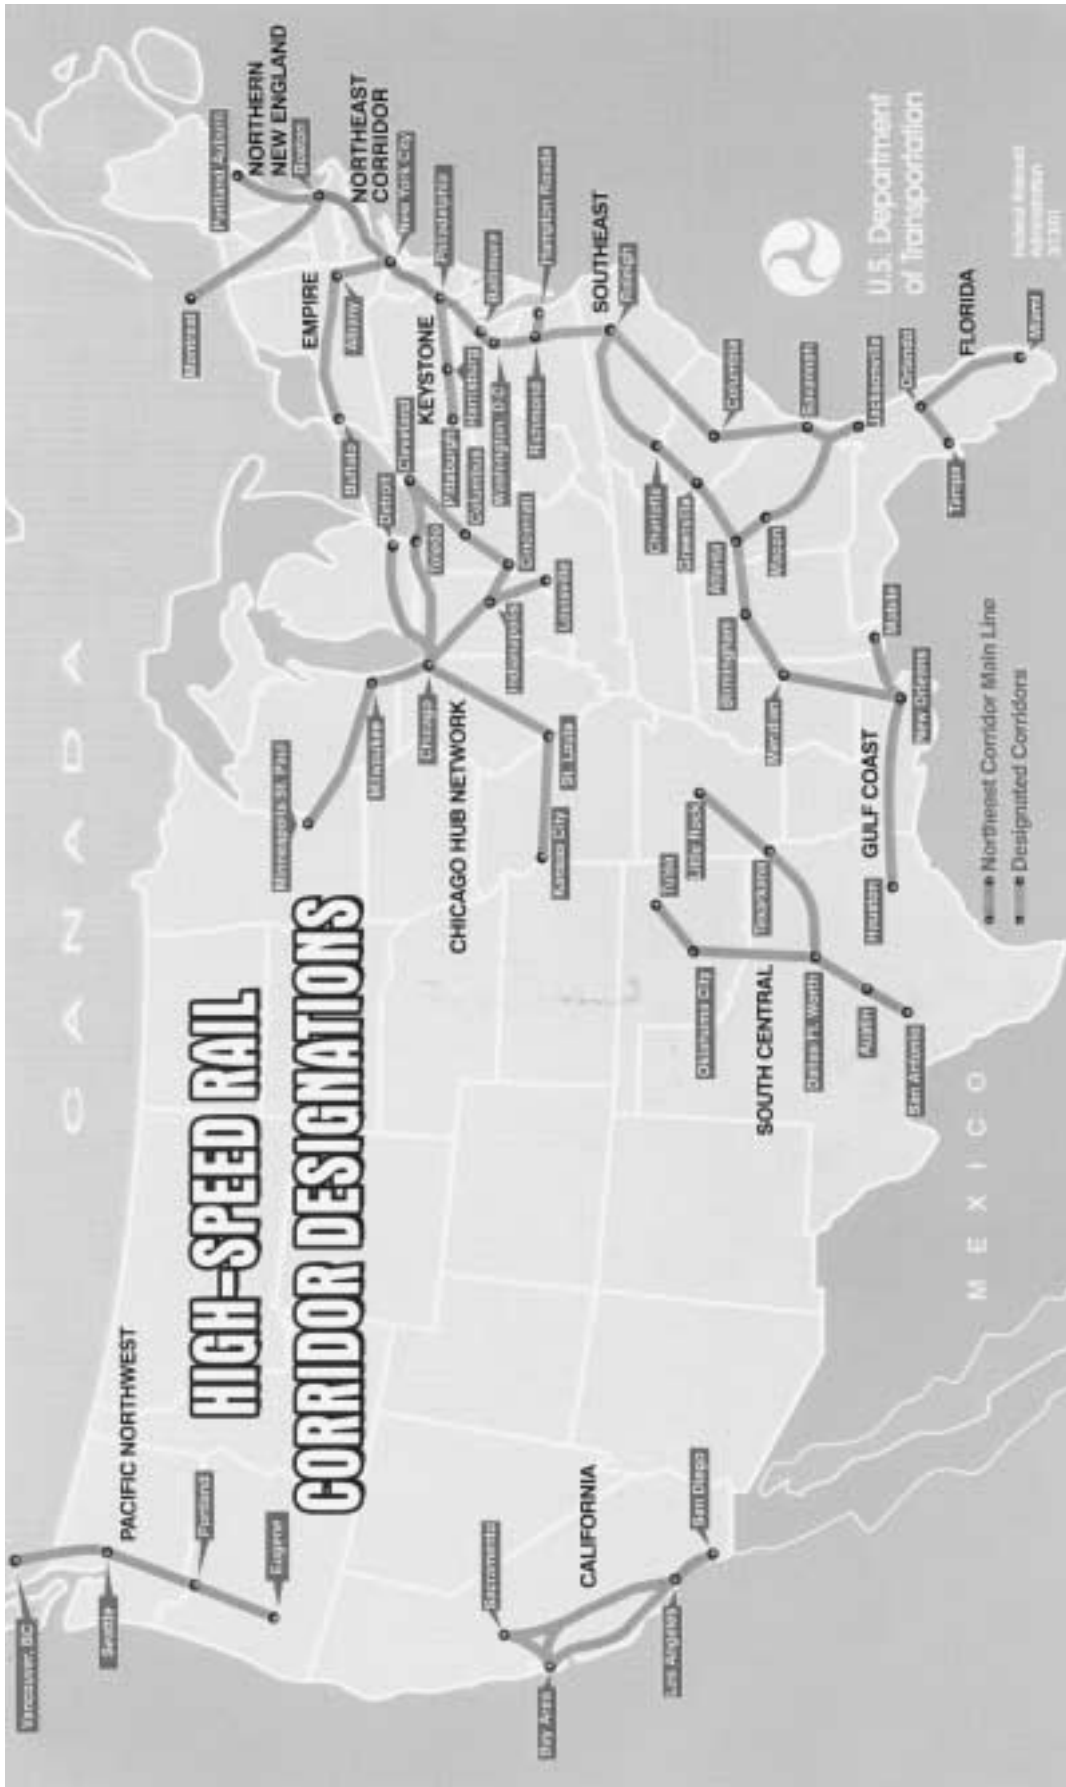 CANADA
HIGH-SPEED RAIL
CORRIDOR DESIGNATIONS
PACIFIC NORTHWEST
Vancouver, BC
Seattle
Portland
Eugene
CALIFORNIA
Sacramento
Bay Area
Los Angeles
San Diego
CHICAGO HUB NETWORK
Minneapolis/St. Paul
Milwaukee
Chicago
Detroit
Toledo
Cleveland
Columbus
Cincinnati
Indianapolis
Louisville
St. Louis
Kansas City
SOUTH CENTRAL
Tulsa
Oklahoma City
Little Rock
Texarkana
Dallas/Ft. Worth
Austin
San Antonio
GULF COAST
Houston
New Orleans
Mobile
Meridian
Birmingham
Atlanta
SOUTHEAST
Macon
Greenville
Charlotte
Columbia
Savannah
Jacksonville
Raleigh
Richmond
Hampton Roads
Washington, D.C.
Baltimore
FLORIDA
Orlando
Tampa
Miami
KEYSTONE
Pittsburgh
Harrisburg
Philadelphia
EMPIRE
Buffalo
Albany
New York City
NORTHEAST
CORRIDOR
NORTHERN
NEW ENGLAND
Boston
Portland/Auburn
Montreal
MEXICO
Northeast Corridor Main Line
Designated Corridors
U.S. Department
of Transportation
Federal Railroad
Administration